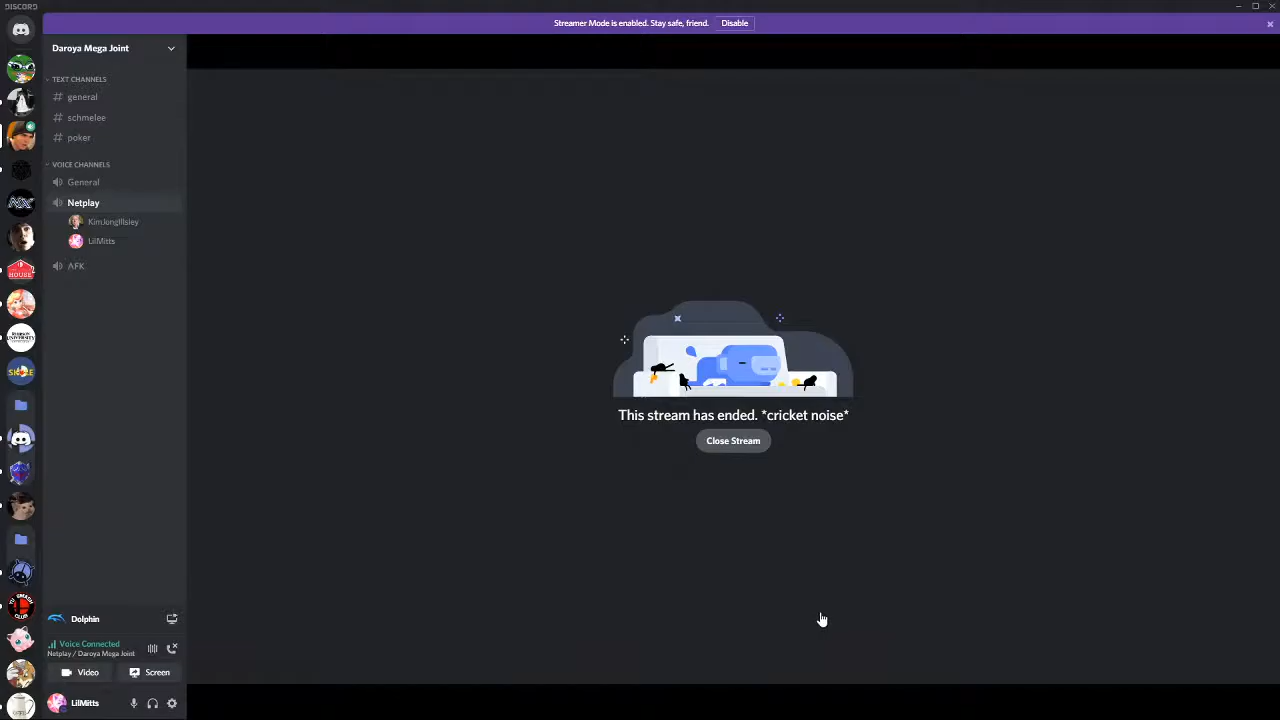 DISCORD
Streamer Mode is enabled. Stay safe, friend.
Disable
Daroya Mega Joint
TEXT CHANNELS
general
schmelee
poker
VOICE CHANNELS
General
Netplay
LilMitts
AFK
This stream has ended. *cricket noise*
Close Stream
Dolphin
Voice Connected
Netplay / Daroya Mega Joint
Video
Screen
LilMitts
HOUSE
UNIVERSITY